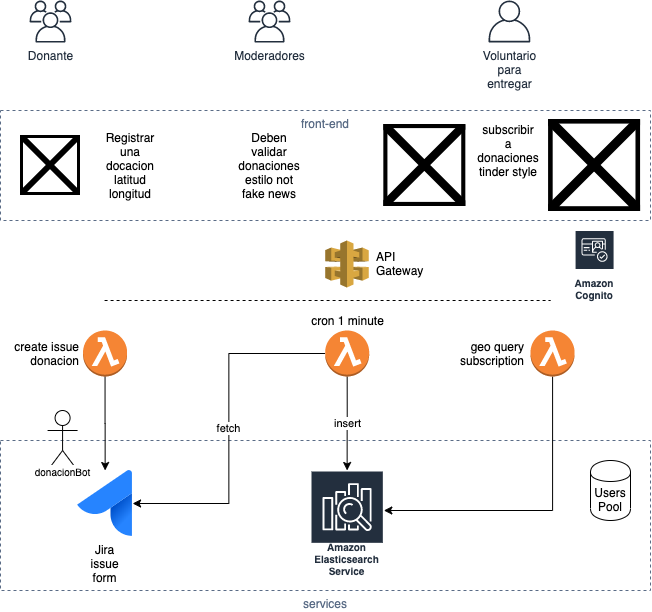 Donante
Moderadores
Voluntario
para
entregar
front-end
Registrar
una
docacion
latitud
longitud
Deben
validar
donaciones
estilo not
fake news
subscribir
a
donaciones
tinder style
API
Gateway
Amazon
Cognito
create issue
donacion
cron 1 minute
geo query
subscription
fetch
insert
donacionBot
Jira
issue
form
Amazon
Elasticsearch
Service
Users
Pool
services